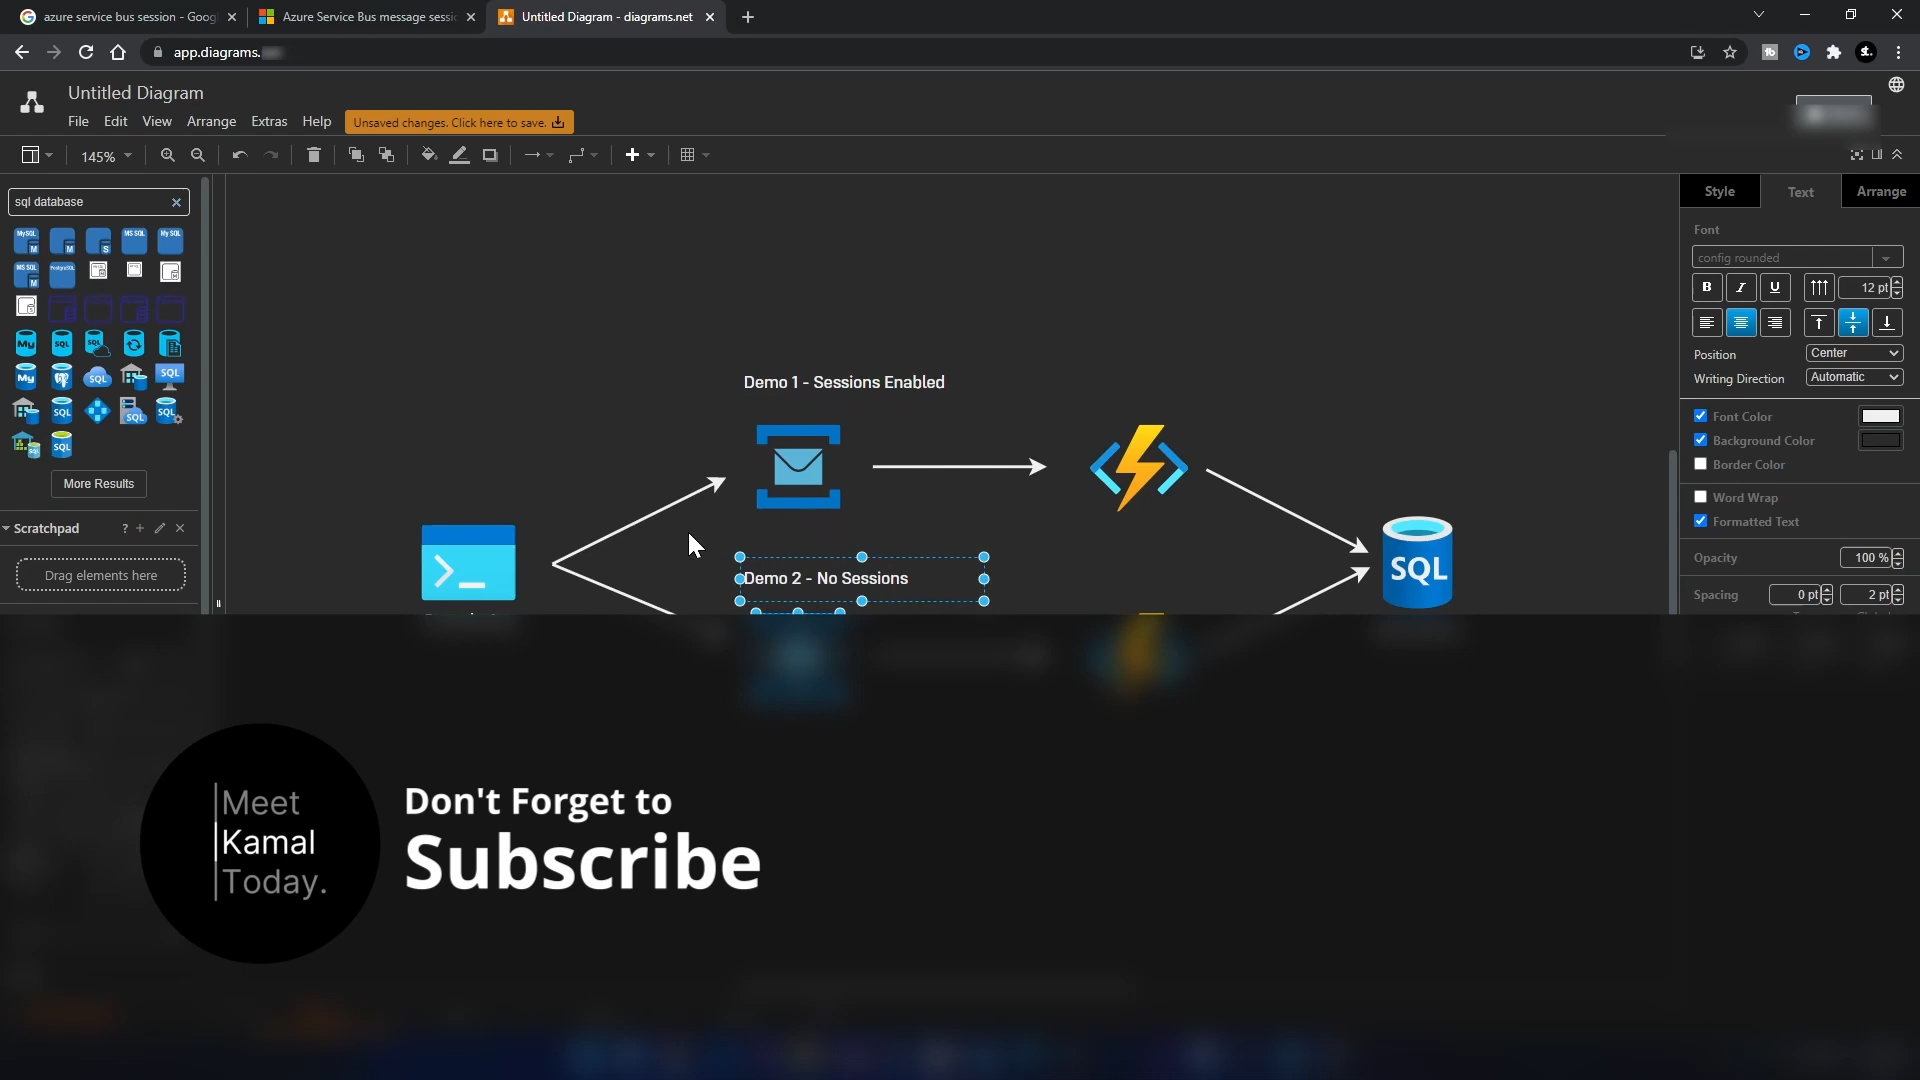 azure service bus session - Goog
Azure Service Bus message sessi
Untitled Diagram - diagrams.net
app.diagrams.
Untitled Diagram
File Edit View Arrange Extras Help
Unsaved changes. Click here to save.
145%
sql database
Style Text Arrange
Font
config rounded
B I U 12 pt
Position Center
Writing Direction Automatic
Font Color
Background Color
Border Color
Word Wrap
Formatted Text
Opacity 100 %
Spacing 0 pt 2 pt
More Results
Scratchpad
Drag elements here
Demo 1 - Sessions Enabled
Demo 2 - No Sessions
SQL
Meet
Kamal
Today.
Don't Forget to
Subscribe